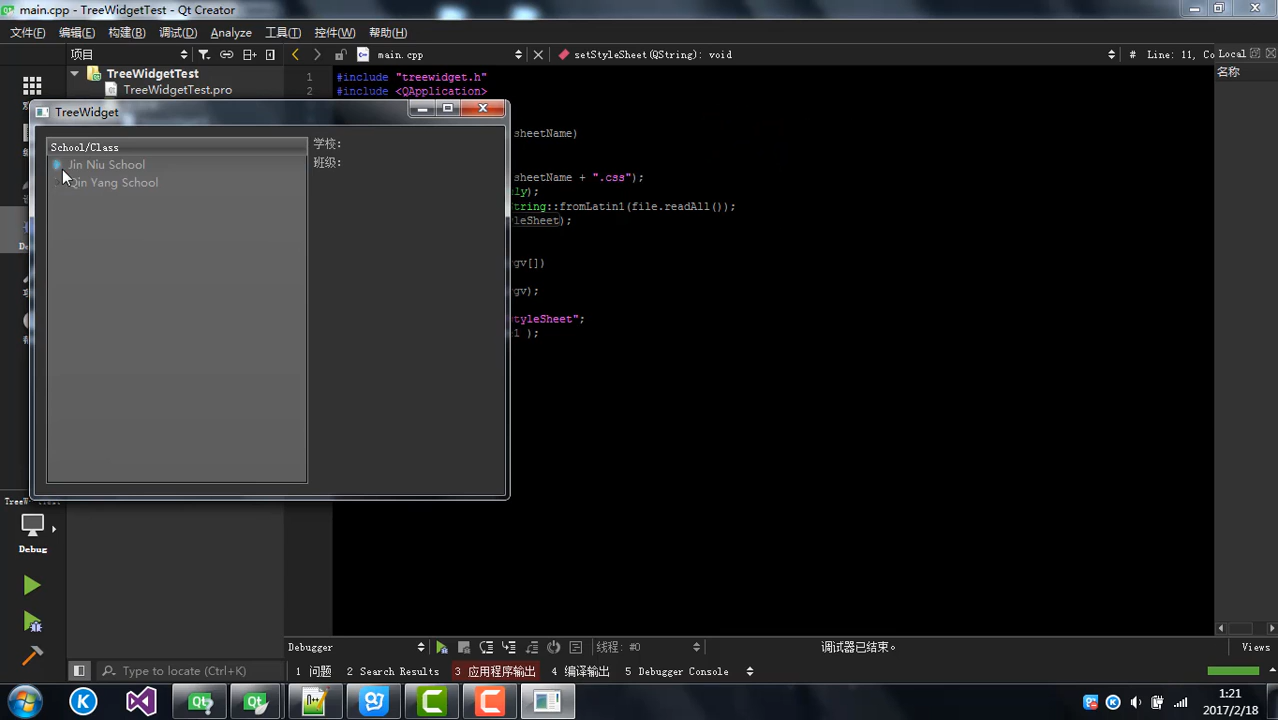 main.cpp - TreeWidgetTest - Qt Creator
文件(F) 编辑(E) 构建(B) 调试(D) Analyze 工具(T) 控件(W) 帮助(H)
项目 main.cpp setStyleSheet(QString): void # Line: 11, Co Local
TreeWidgetTest 名称
TreeWidgetTest.pro
1 #include "treewidget.h"
2 #include <QApplication>
TreeWidget
sheetName)
School/Class 学校:
Jin Niu School 班级:
Qin Yang School
sheetName + ".css");
ly);
tring::fromLatin1(file.readAll());
leSheet);
gv[])
gv);
tyleSheet";
);
Debug
Debugger 线程: #0 调试器已结束。 Views
Type to locate (Ctrl+K) 1 问题 2 Search Results 3 应用程序输出 4 编译输出 5 Debugger Console
1:21
2017/2/18